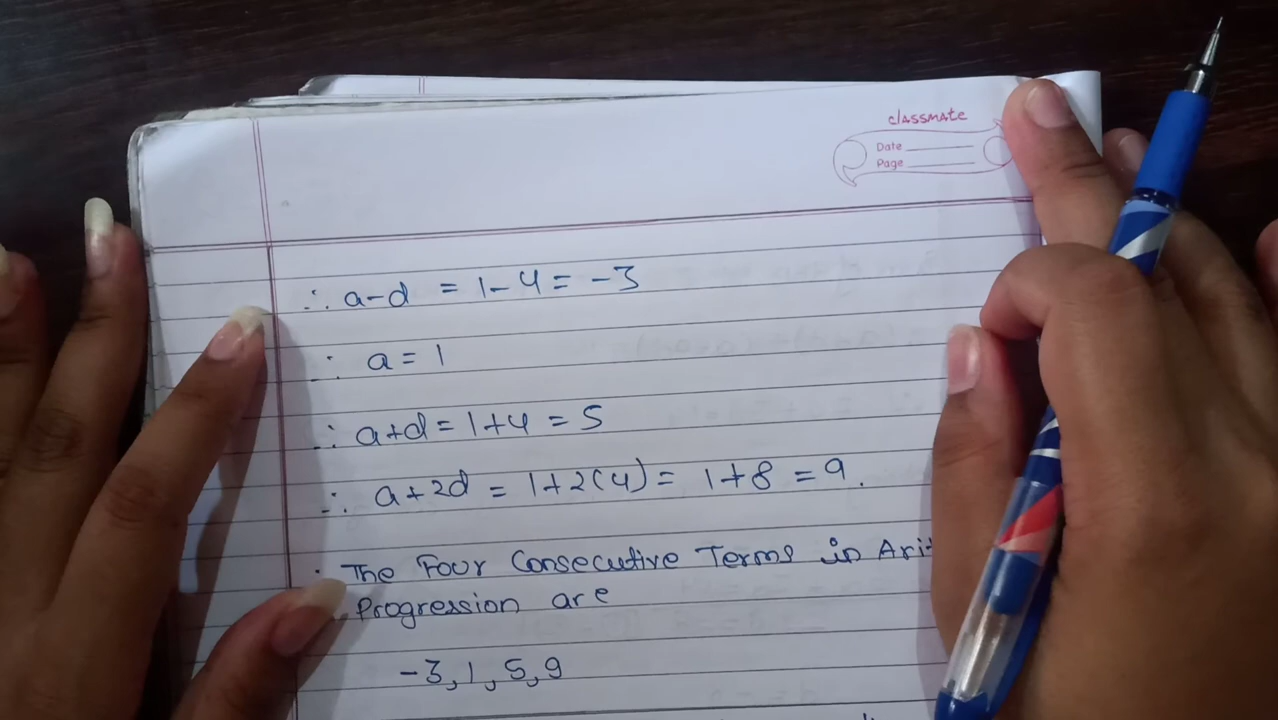 classmate
Date
Page
∴ a-d = 1-4 = -3
∴ a = 1
∴ a+d = 1+4 = 5
∴ a+2d = 1+2(4) = 1+8 = 9.
∴ The Four Consecutive Terms in
Progression are
-3, 1, 5, 9